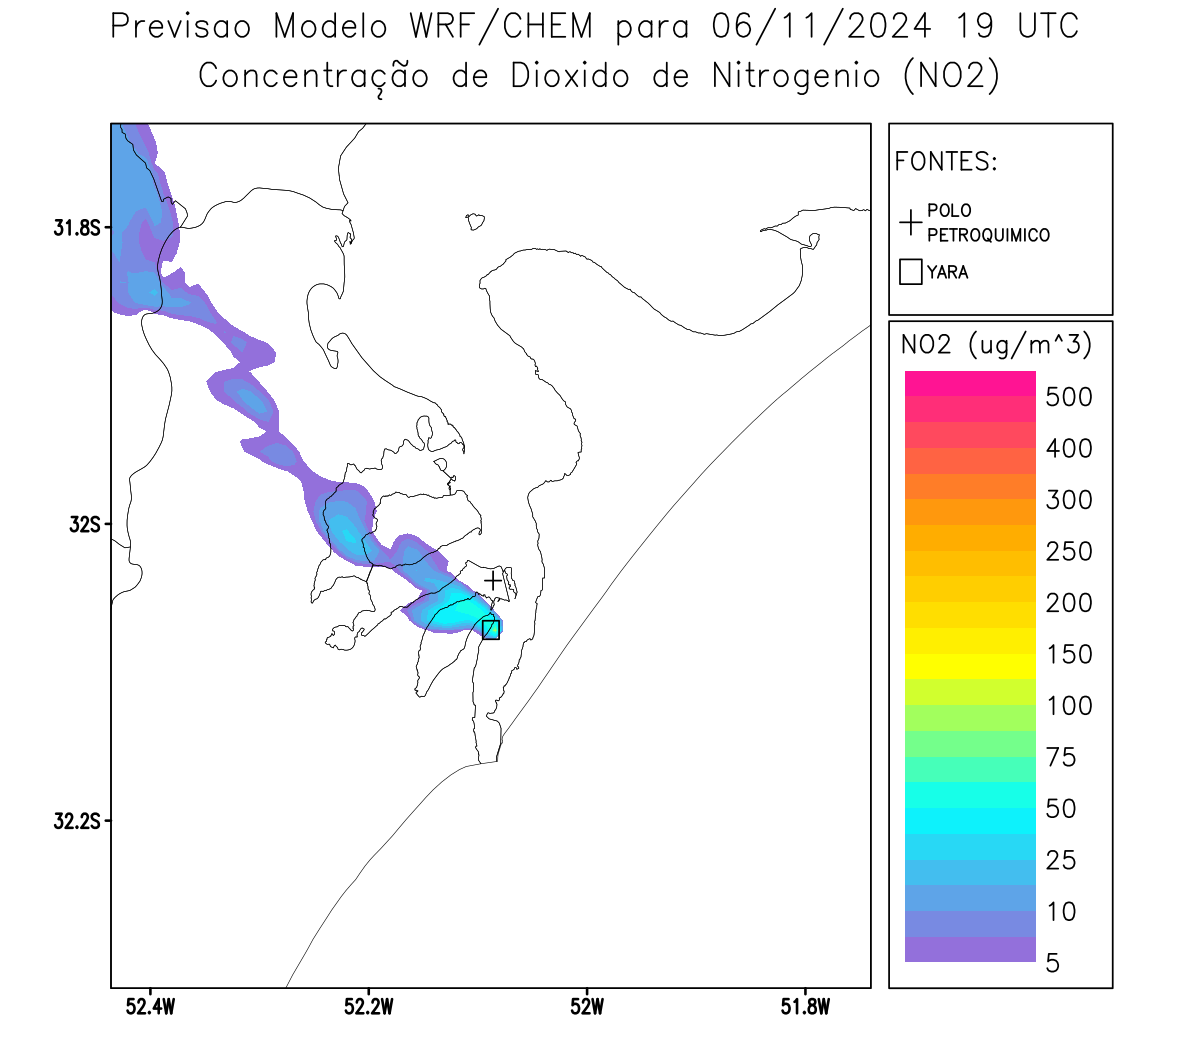 Previsao Modelo WRF/CHEM para 06/11/2024 19 UTC
Concentração de Dioxido de Nitrogenio (NO2)
FONTES:
POLO
PETROQUIMICO
YARA
NO2 (ug/m^3)
500
400
300
250
200
150
100
75
50
25
10
5
31.8S
32S
32.2S
52.4W
52.2W
52W
51.8W